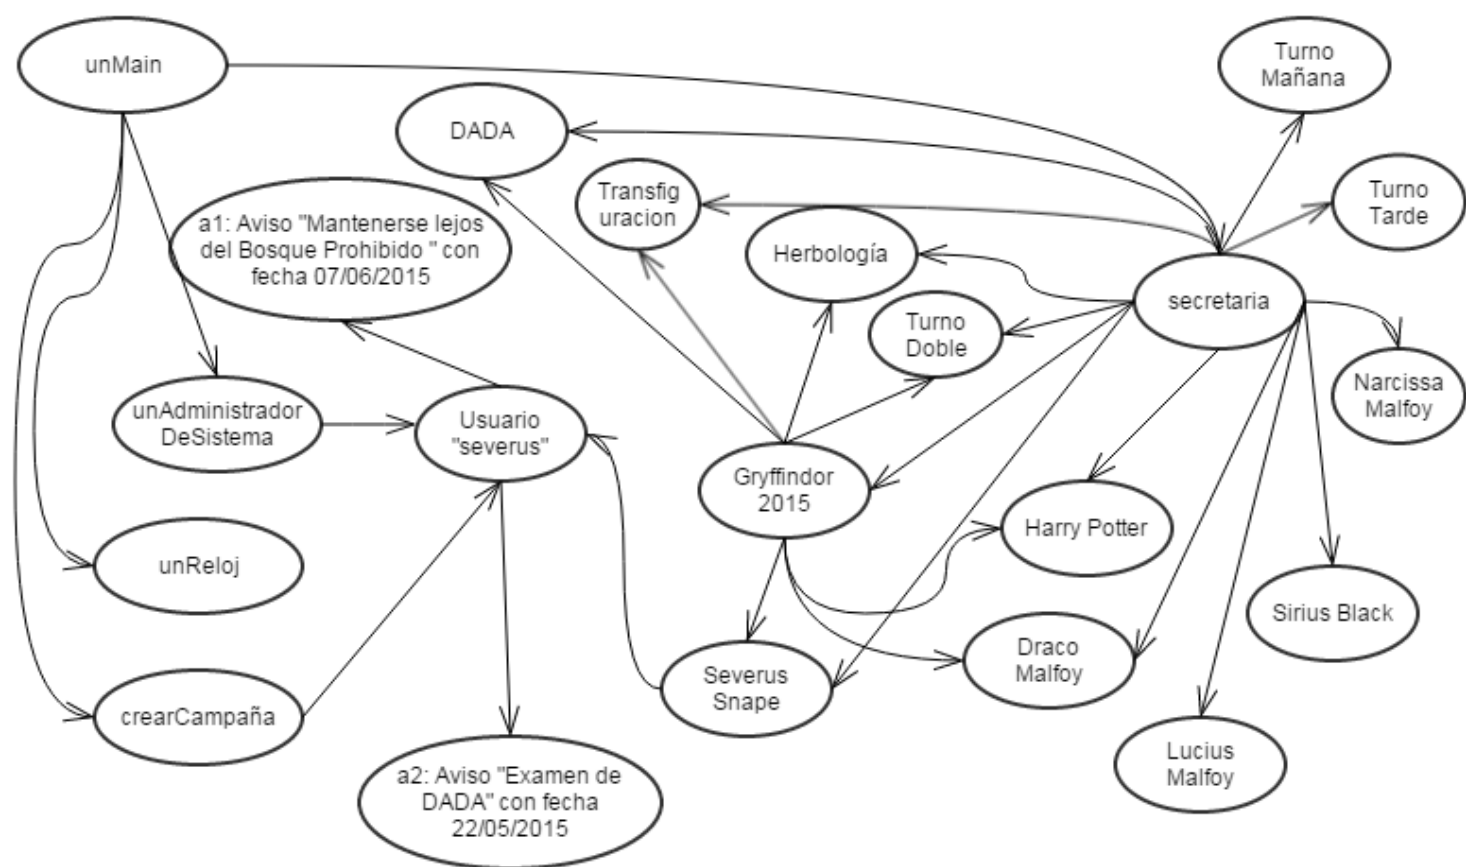 unMain
Turno
Mañana
DADA
Transfig
uracion
Turno
Tarde
a1: Aviso "Mantenerse lejos
del Bosque Prohibido " con
fecha 07/06/2015
Herbología
secretaria
Turno
Doble
Narcissa
Malfoy
unAdministrador
DeSistema
Usuario
"severus"
Gryffindor
2015
Harry Potter
unReloj
Sirius Black
Draco
Malfoy
Severus
Snape
crearCampaña
Lucius
Malfoy
a2: Aviso "Examen de
DADA" con fecha
22/05/2015